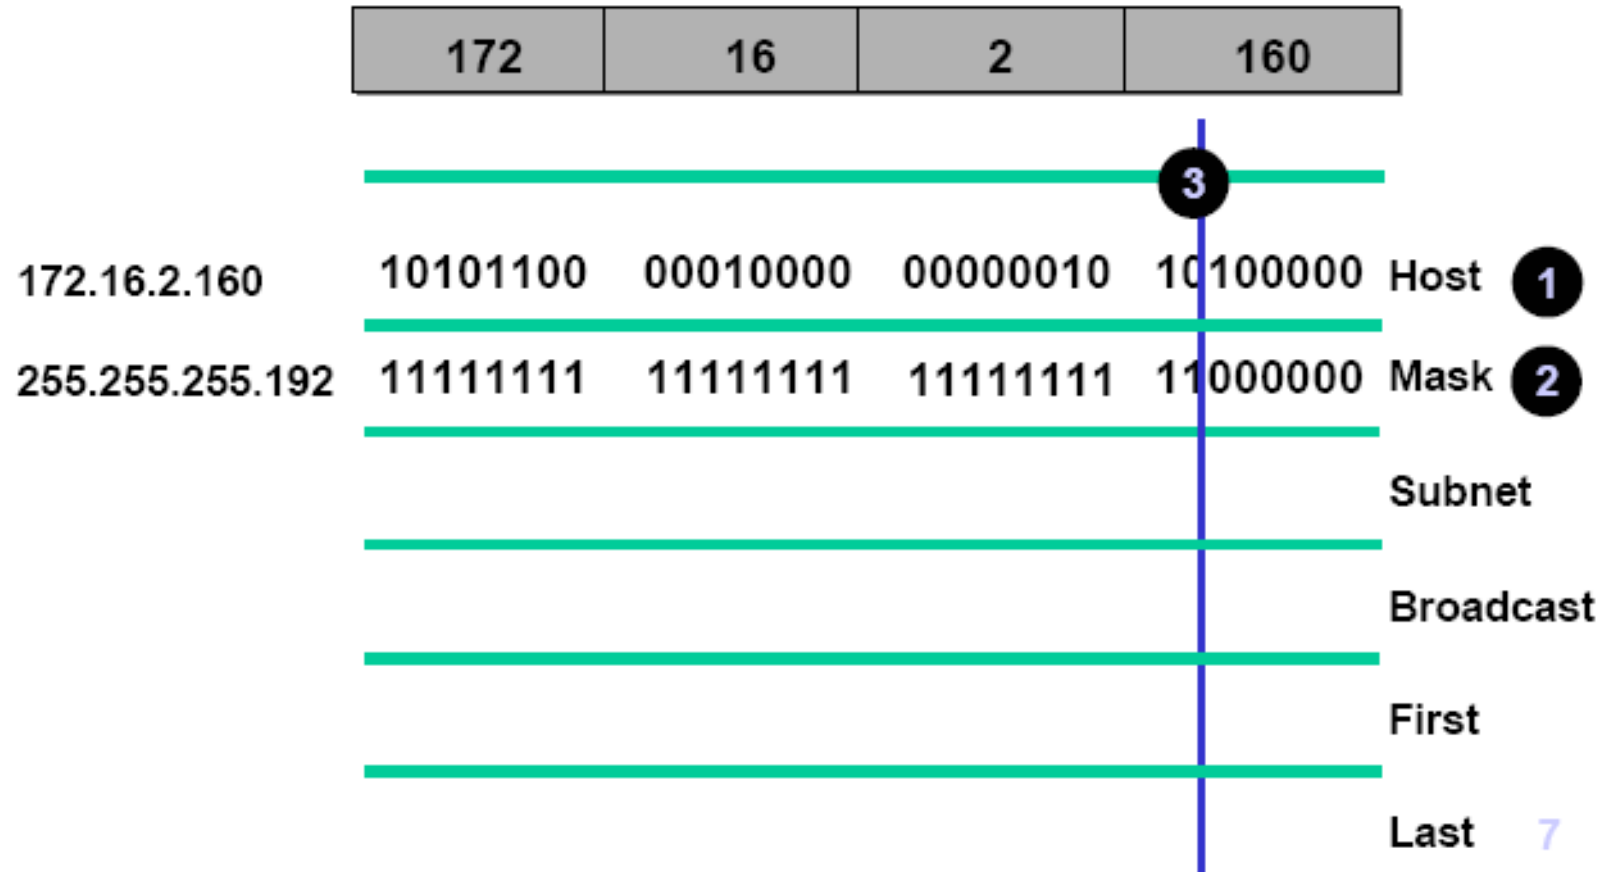 172 16 2 160
3
172.16.2.160 10101100 00010000 00000010 10100000 Host 1
255.255.255.192 11111111 11111111 11111111 11000000 Mask 2
Subnet
Broadcast
First
Last 7